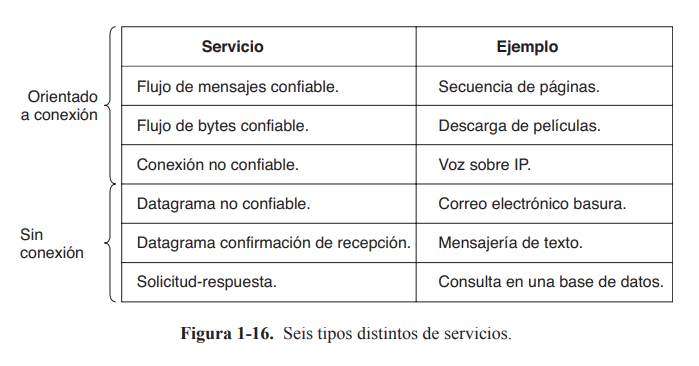 Servicio Ejemplo
Orientado
a conexión
Flujo de mensajes confiable. Secuencia de páginas.
Flujo de bytes confiable. Descarga de películas.
Conexión no confiable. Voz sobre IP.
Sin
conexión
Datagrama no confiable. Correo electrónico basura.
Datagrama confirmación de recepción. Mensajería de texto.
Solicitud-respuesta. Consulta en una base de datos.
Figura 1-16. Seis tipos distintos de servicios.